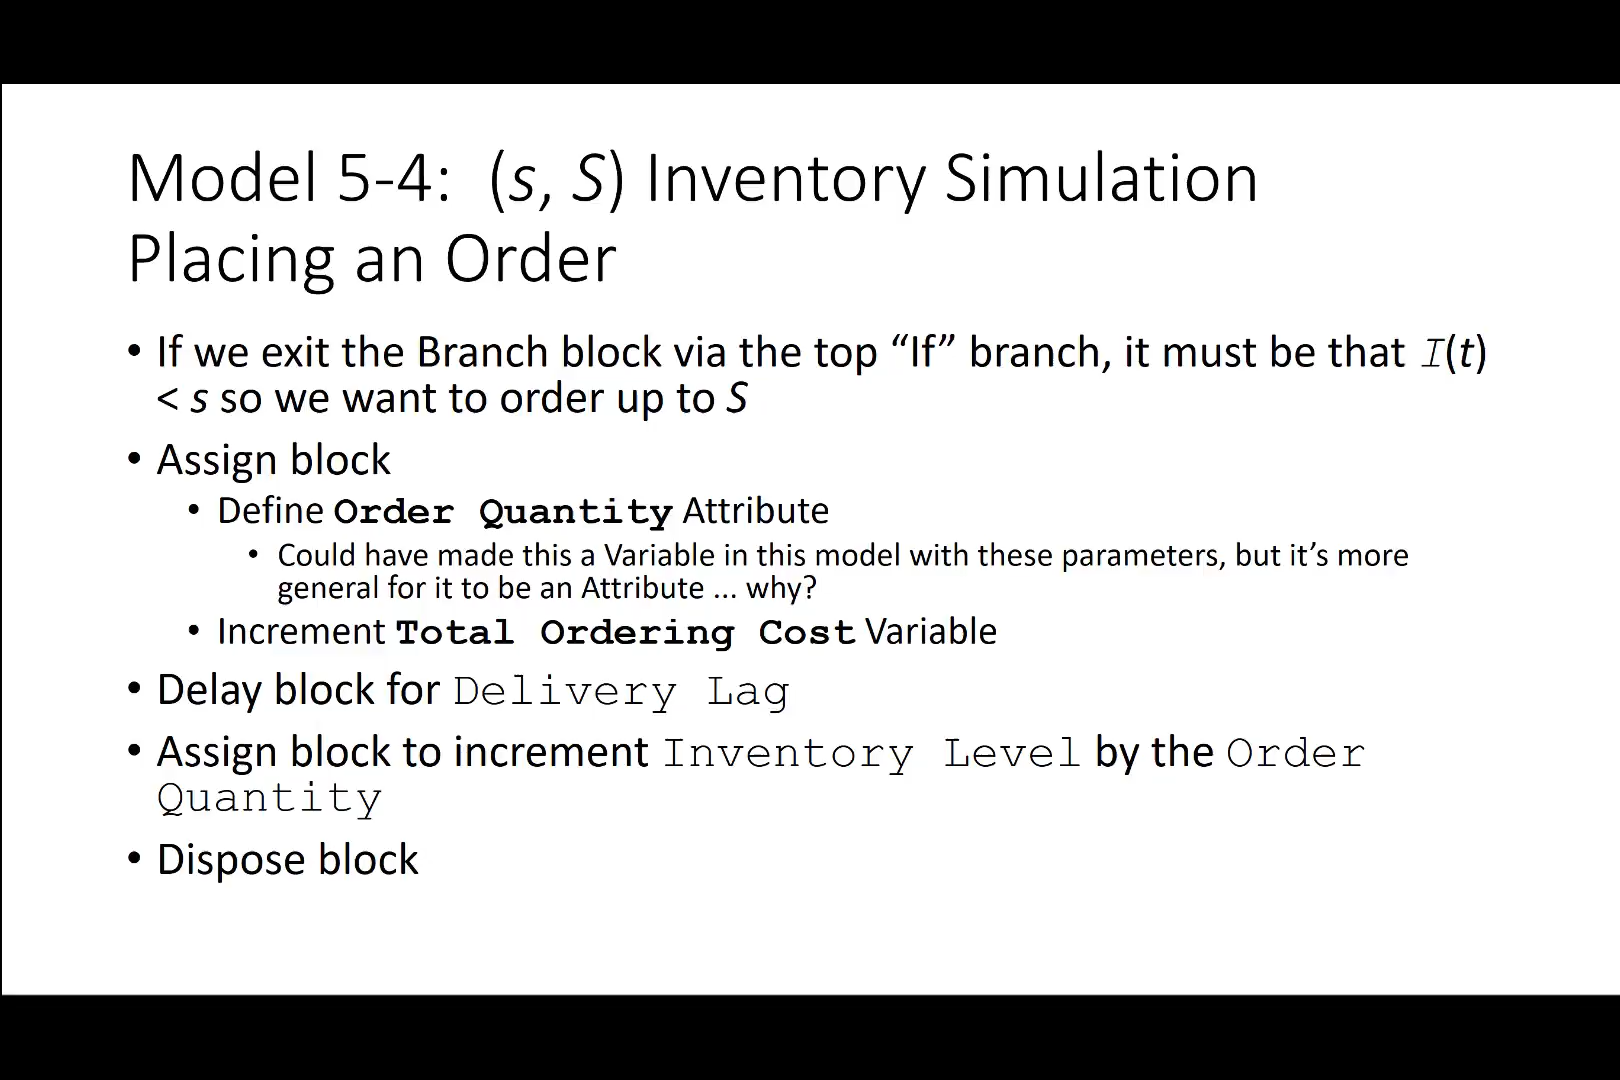 Model 5-4:  (s, S) Inventory Simulation
Placing an Order
• If we exit the Branch block via the top “If” branch, it must be that I(t)
< s so we want to order up to S
• Assign block
• Define Order Quantity Attribute
• Could have made this a Variable in this model with these parameters, but it’s more
general for it to be an Attribute ... why?
• Increment Total Ordering Cost Variable
• Delay block for Delivery Lag
• Assign block to increment Inventory Level by the Order
Quantity
• Dispose block